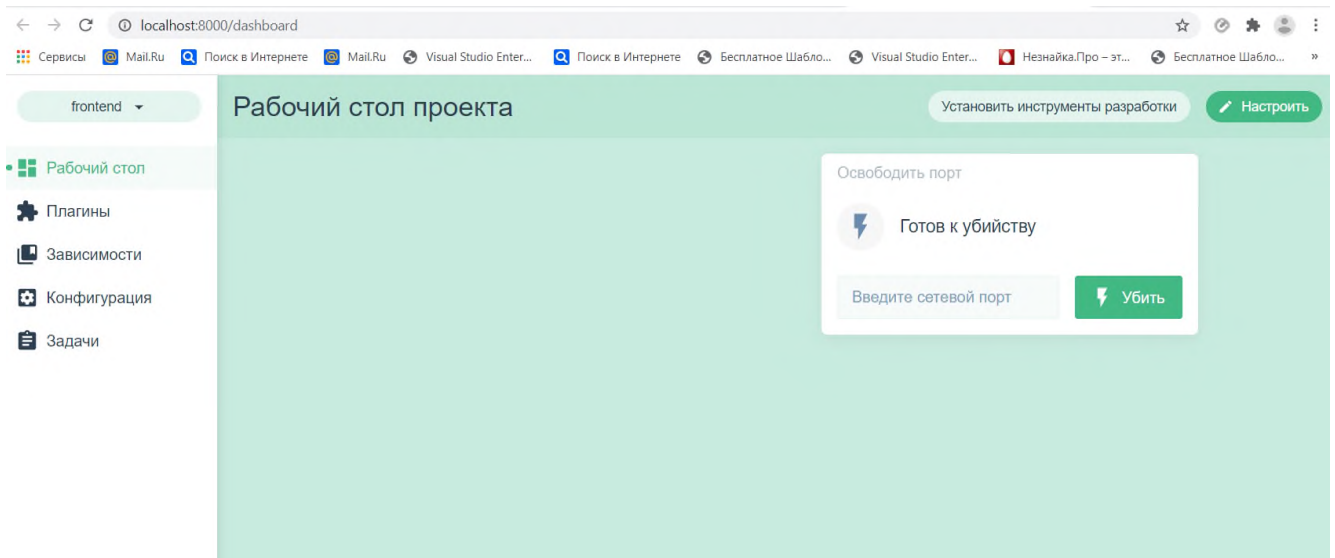 localhost:8000/dashboard
Сервисы Mail.Ru Поиск в Интернете Mail.Ru Visual Studio Enter... Поиск в Интернете Бесплатное Шабло... Visual Studio Enter... Незнайка.Про – эт... Бесплатное Шабло... »
frontend
Рабочий стол проекта
Установить инструменты разработки
Настроить
Рабочий стол
Плагины
Зависимости
Конфигурация
Задачи
Освободить порт
Готов к убийству
Введите сетевой порт
Убить